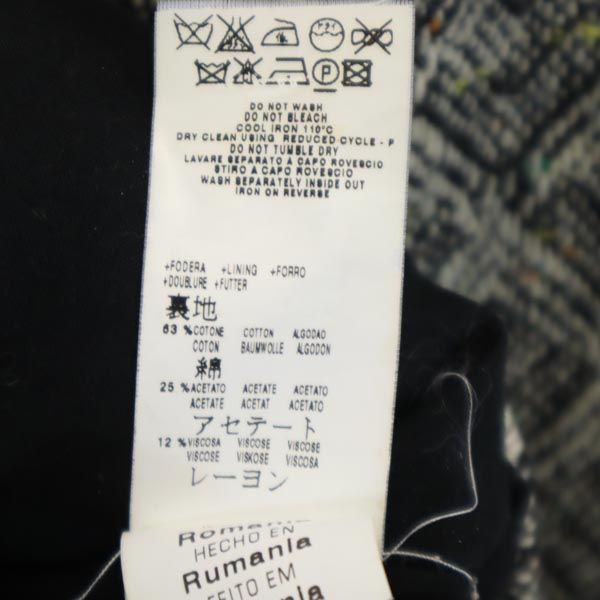 DO NOT WASH
DO NOT BLEACH
COOL IRON 110°C
DRY CLEAN USING REDUCED CYCLE - P
DO NOT TUMBLE DRY
LAVARE SEPARATO A CAPO ROVESCIO
STIRO A CAPO ROVESCIO
WASH SEPARATELY INSIDE OUT
IRON ON REVERSE
+FODERA +LINING +FORRO
+DOUBLURE +FUTTER
裏地
63 % COTONE COTTON ALGODAO
COTON BAUMWOLLE ALGODON
綿
25 % ACETATO ACETATE ACETATO
ACETATE ACETAT ACETATO
アセテート
12 % VISCOSA VISCOSE VISCOSE
VISCOSE VISKOSE VISCOSA
レーヨン
Romania
HECHO EN
Rumania
FEITO EM